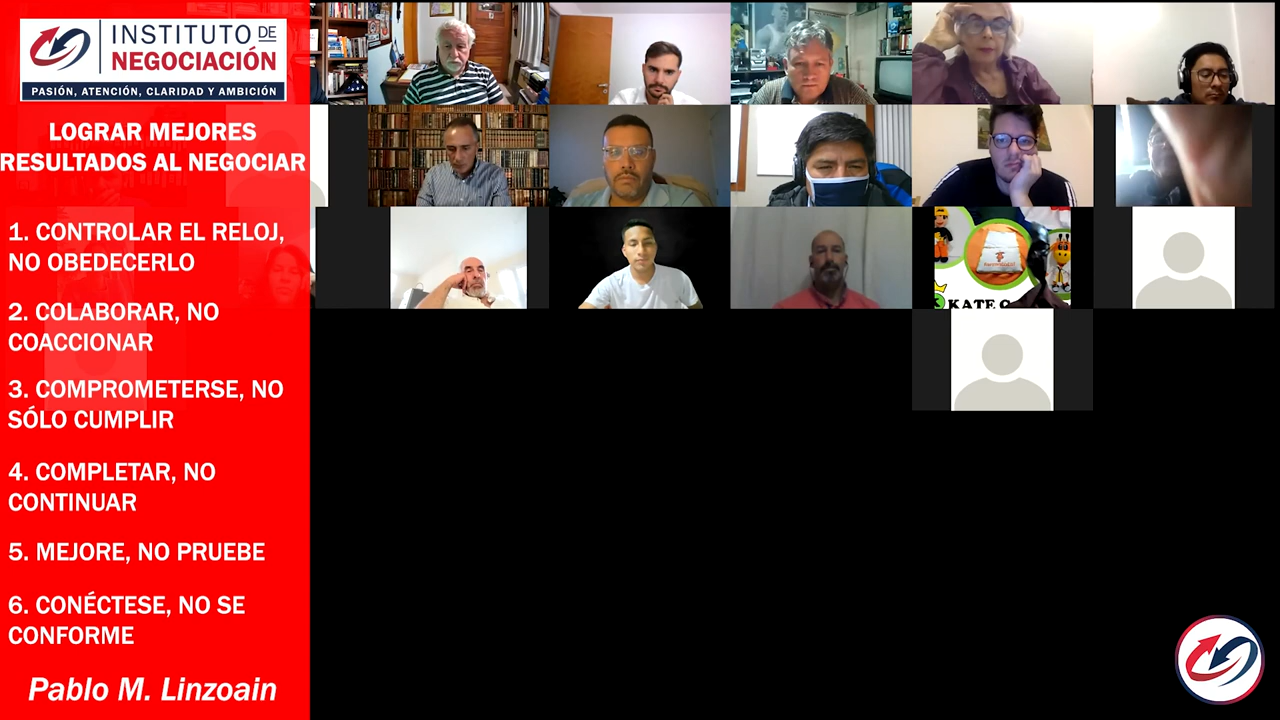 INSTITUTO DE
NEGOCIACIÓN
PASIÓN, ATENCIÓN, CLARIDAD Y AMBICIÓN
LOGRAR MEJORES
RESULTADOS AL NEGOCIAR
1. CONTROLAR EL RELOJ,
NO OBEDECERLO
2. COLABORAR, NO
COACCIONAR
3. COMPROMETERSE, NO
SÓLO CUMPLIR
4. COMPLETAR, NO
CONTINUAR
5. MEJORE, NO PRUEBE
6. CONÉCTESE, NO SE
CONFORME
Pablo M. Linzoain
KATE